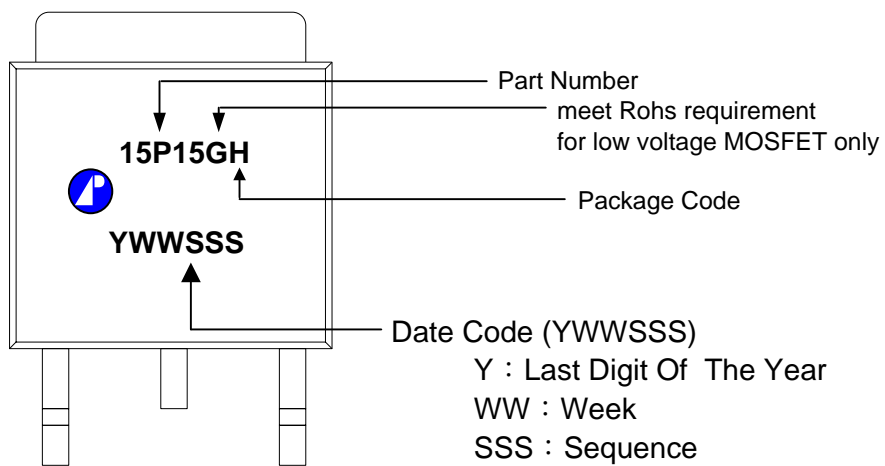 Part Number
meet Rohs requirement
for low voltage MOSFET only
15P15GH
Package Code
YWWSSS
Date Code (YWWSSS)
Y：Last Digit Of The Year
WW：Week
SSS：Sequence